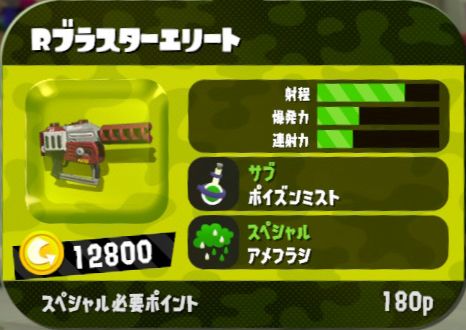 Rブラスターエリート
射程
爆発力
連射力
サブ
ポイズンミスト
スペシャル
アメフラシ
12800
スペシャル必要ポイント 180p